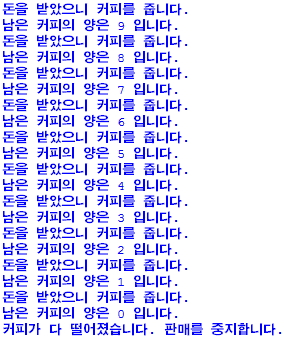 돈을 받았으니 커피를 줍니다.
남은 커피의 양은 9 입니다.
돈을 받았으니 커피를 줍니다.
남은 커피의 양은 8 입니다.
돈을 받았으니 커피를 줍니다.
남은 커피의 양은 7 입니다.
돈을 받았으니 커피를 줍니다.
남은 커피의 양은 6 입니다.
돈을 받았으니 커피를 줍니다.
남은 커피의 양은 5 입니다.
돈을 받았으니 커피를 줍니다.
남은 커피의 양은 4 입니다.
돈을 받았으니 커피를 줍니다.
남은 커피의 양은 3 입니다.
돈을 받았으니 커피를 줍니다.
남은 커피의 양은 2 입니다.
돈을 받았으니 커피를 줍니다.
남은 커피의 양은 1 입니다.
돈을 받았으니 커피를 줍니다.
남은 커피의 양은 0 입니다.
커피가 다 떨어졌습니다. 판매를 중지합니다.